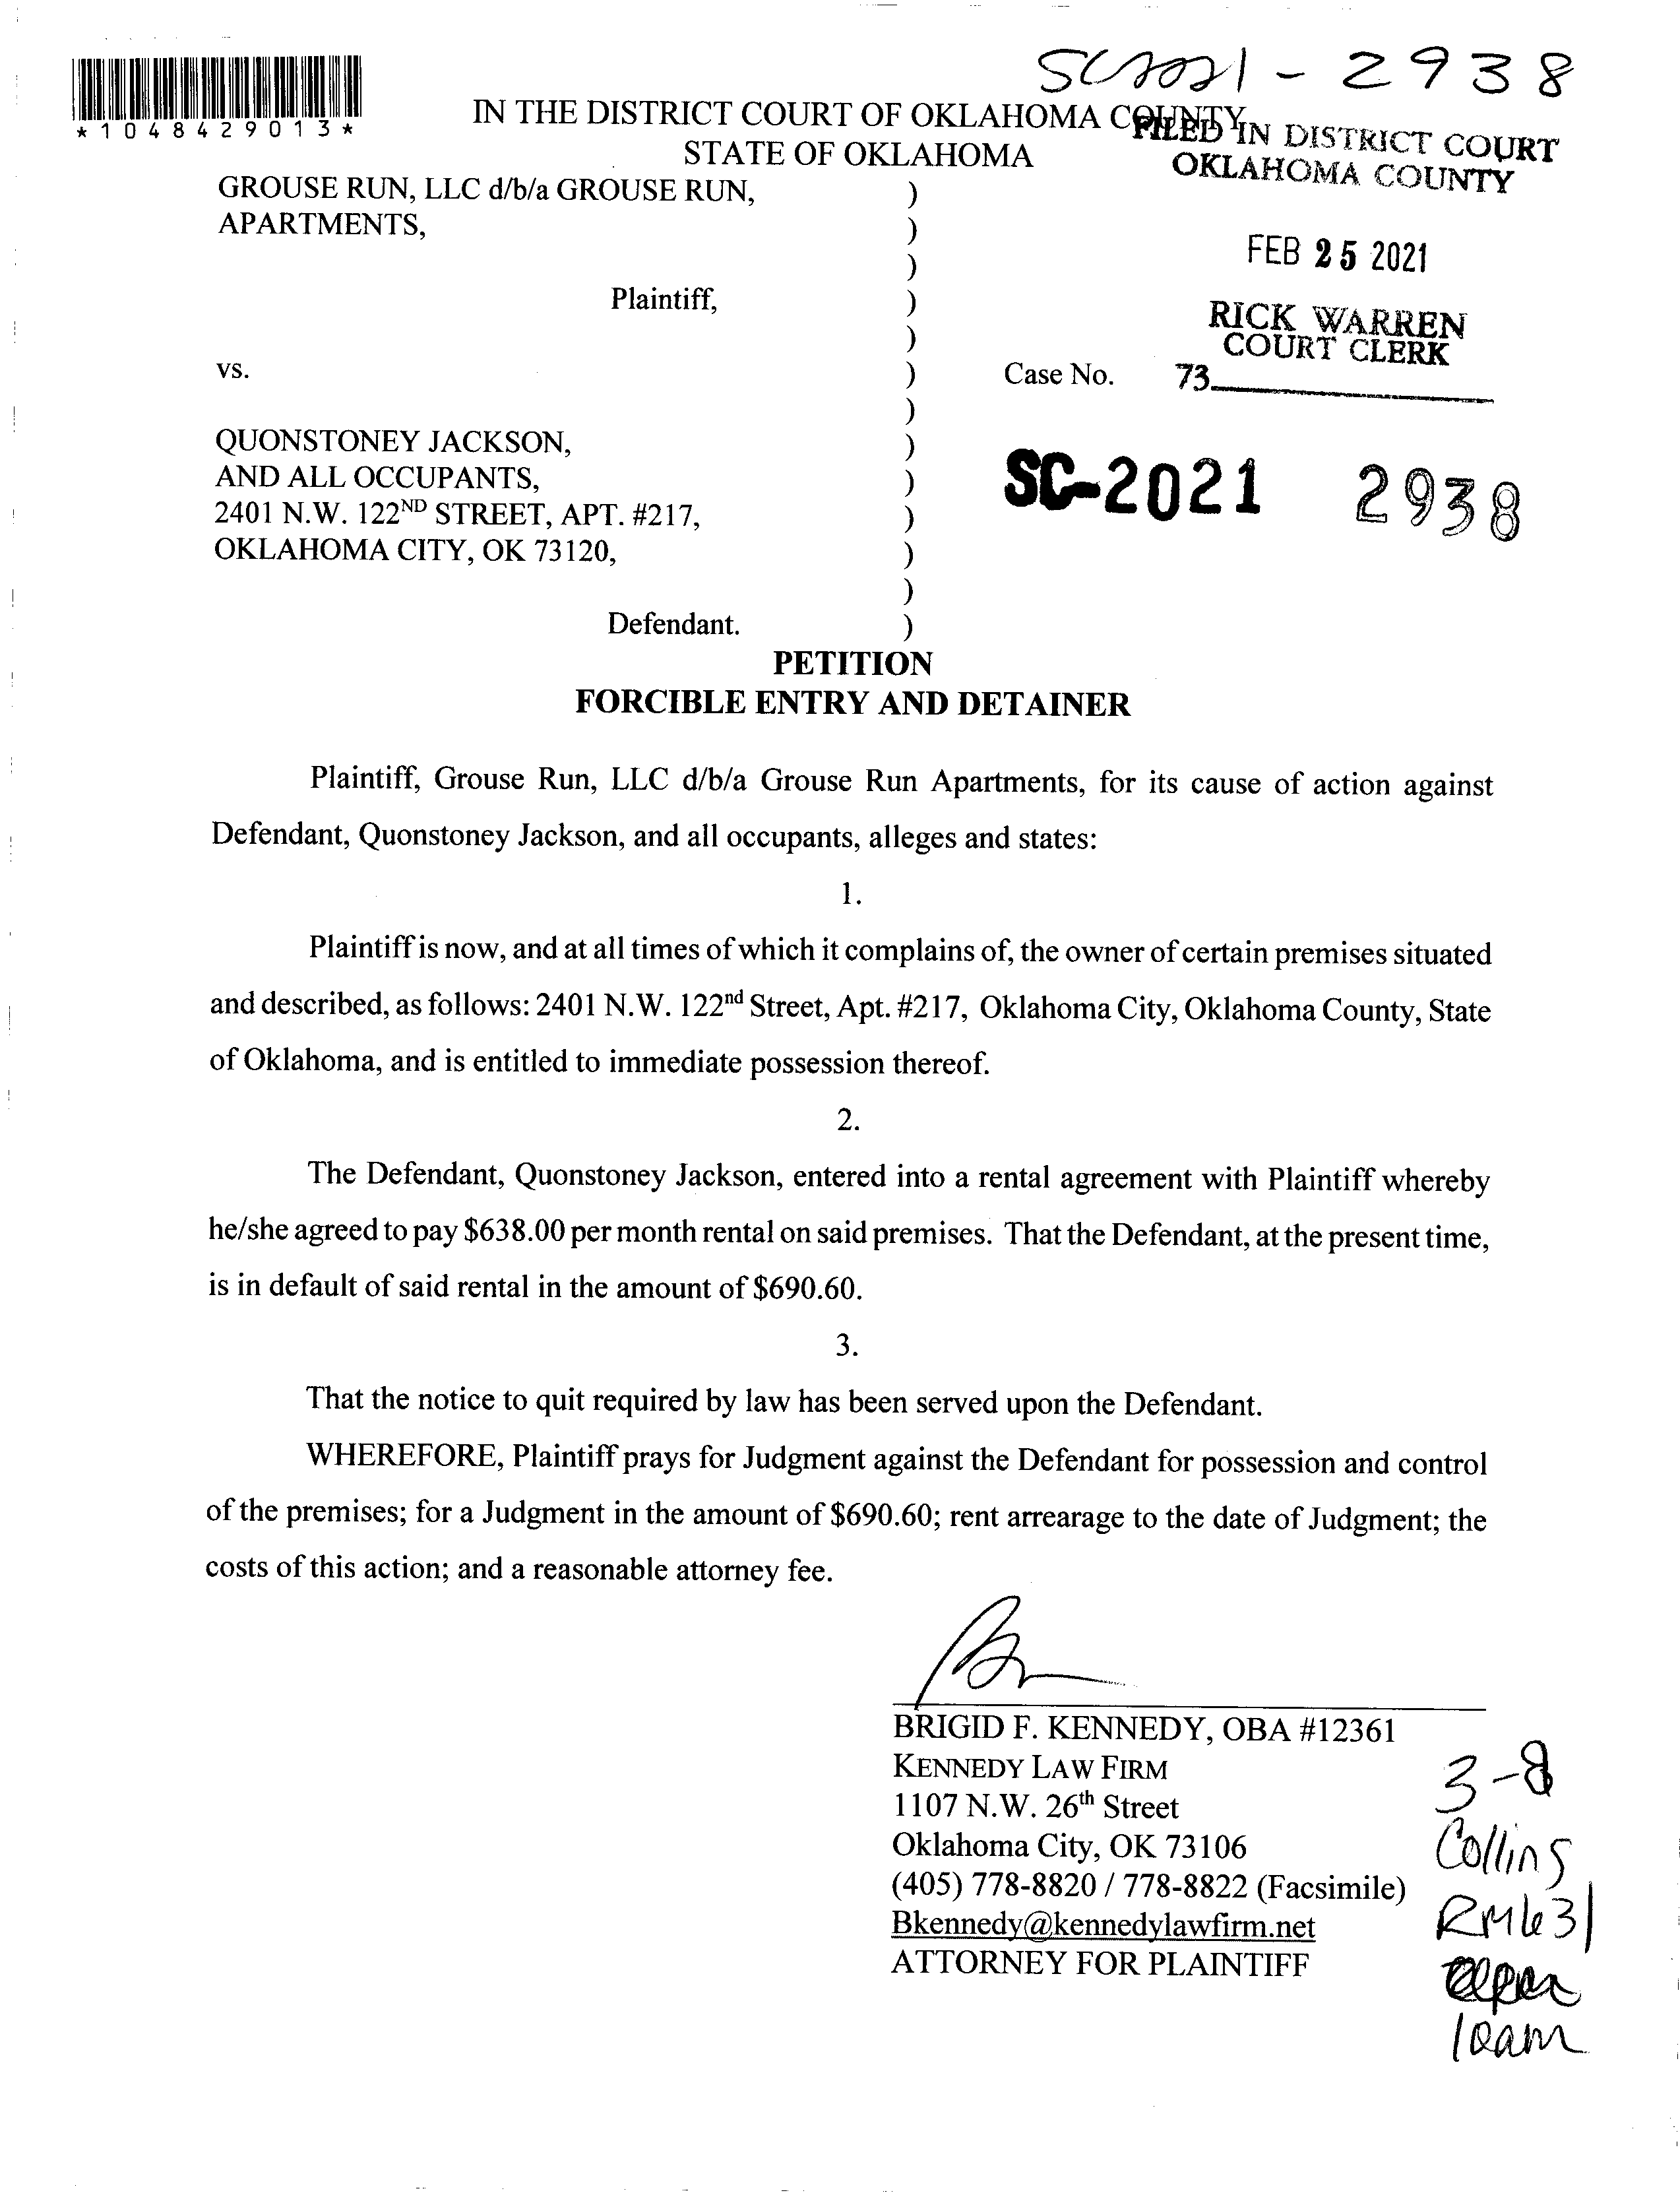 SC2021-2938
*1048429013*
IN THE DISTRICT COURT OF OKLAHOMA COUNTY
STATE OF OKLAHOMA
FILED IN DISTRICT COURT
OKLAHOMA COUNTY
FEB 25 2021
RICK WARREN
COURT CLERK
73
GROUSE RUN, LLC d/b/a GROUSE RUN, )
APARTMENTS, )
)
Plaintiff, )
)
vs. ) Case No.
)
QUONSTONEY JACKSON, )
AND ALL OCCUPANTS, ) SC-2021 2938
2401 N.W. 122ND STREET, APT. #217, )
OKLAHOMA CITY, OK 73120, )
)
Defendant. )
PETITION
FORCIBLE ENTRY AND DETAINER
Plaintiff, Grouse Run, LLC d/b/a Grouse Run Apartments, for its cause of action against
Defendant, Quonstoney Jackson, and all occupants, alleges and states:
1.
Plaintiff is now, and at all times of which it complains of, the owner of certain premises situated
and described, as follows: 2401 N.W. 122nd Street, Apt. #217, Oklahoma City, Oklahoma County, State
of Oklahoma, and is entitled to immediate possession thereof.
2.
The Defendant, Quonstoney Jackson, entered into a rental agreement with Plaintiff whereby
he/she agreed to pay $638.00 per month rental on said premises. That the Defendant, at the present time,
is in default of said rental in the amount of $690.60.
3.
That the notice to quit required by law has been served upon the Defendant.
WHEREFORE, Plaintiff prays for Judgment against the Defendant for possession and control
of the premises; for a Judgment in the amount of $690.60; rent arrearage to the date of Judgment; the
costs of this action; and a reasonable attorney fee.
BRIGID F. KENNEDY, OBA #12361
KENNEDY LAW FIRM
1107 N.W. 26th Street
Oklahoma City, OK 73106
(405) 778-8820 / 778-8822 (Facsimile)
Bkennedy@kennedylawfirm.net
ATTORNEY FOR PLAINTIFF
3-8
Collins
RM631
10am